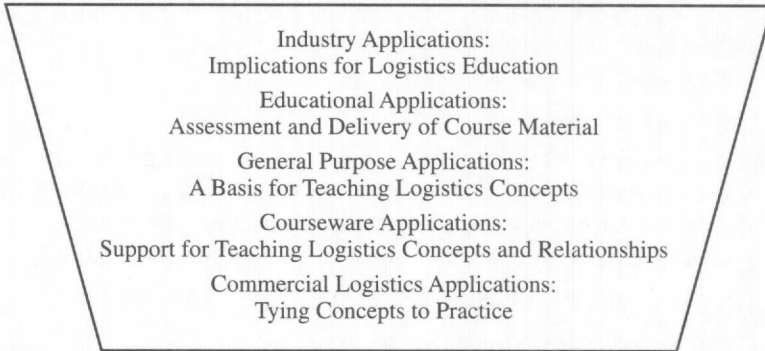 Industry Applications:
Implications for Logistics Education
Educational Applications:
Assessment and Delivery of Course Material
General Purpose Applications:
A Basis for Teaching Logistics Concepts
Courseware Applications:
Support for Teaching Logistics Concepts and Relationships
Commercial Logistics Applications:
Tying Concepts to Practice